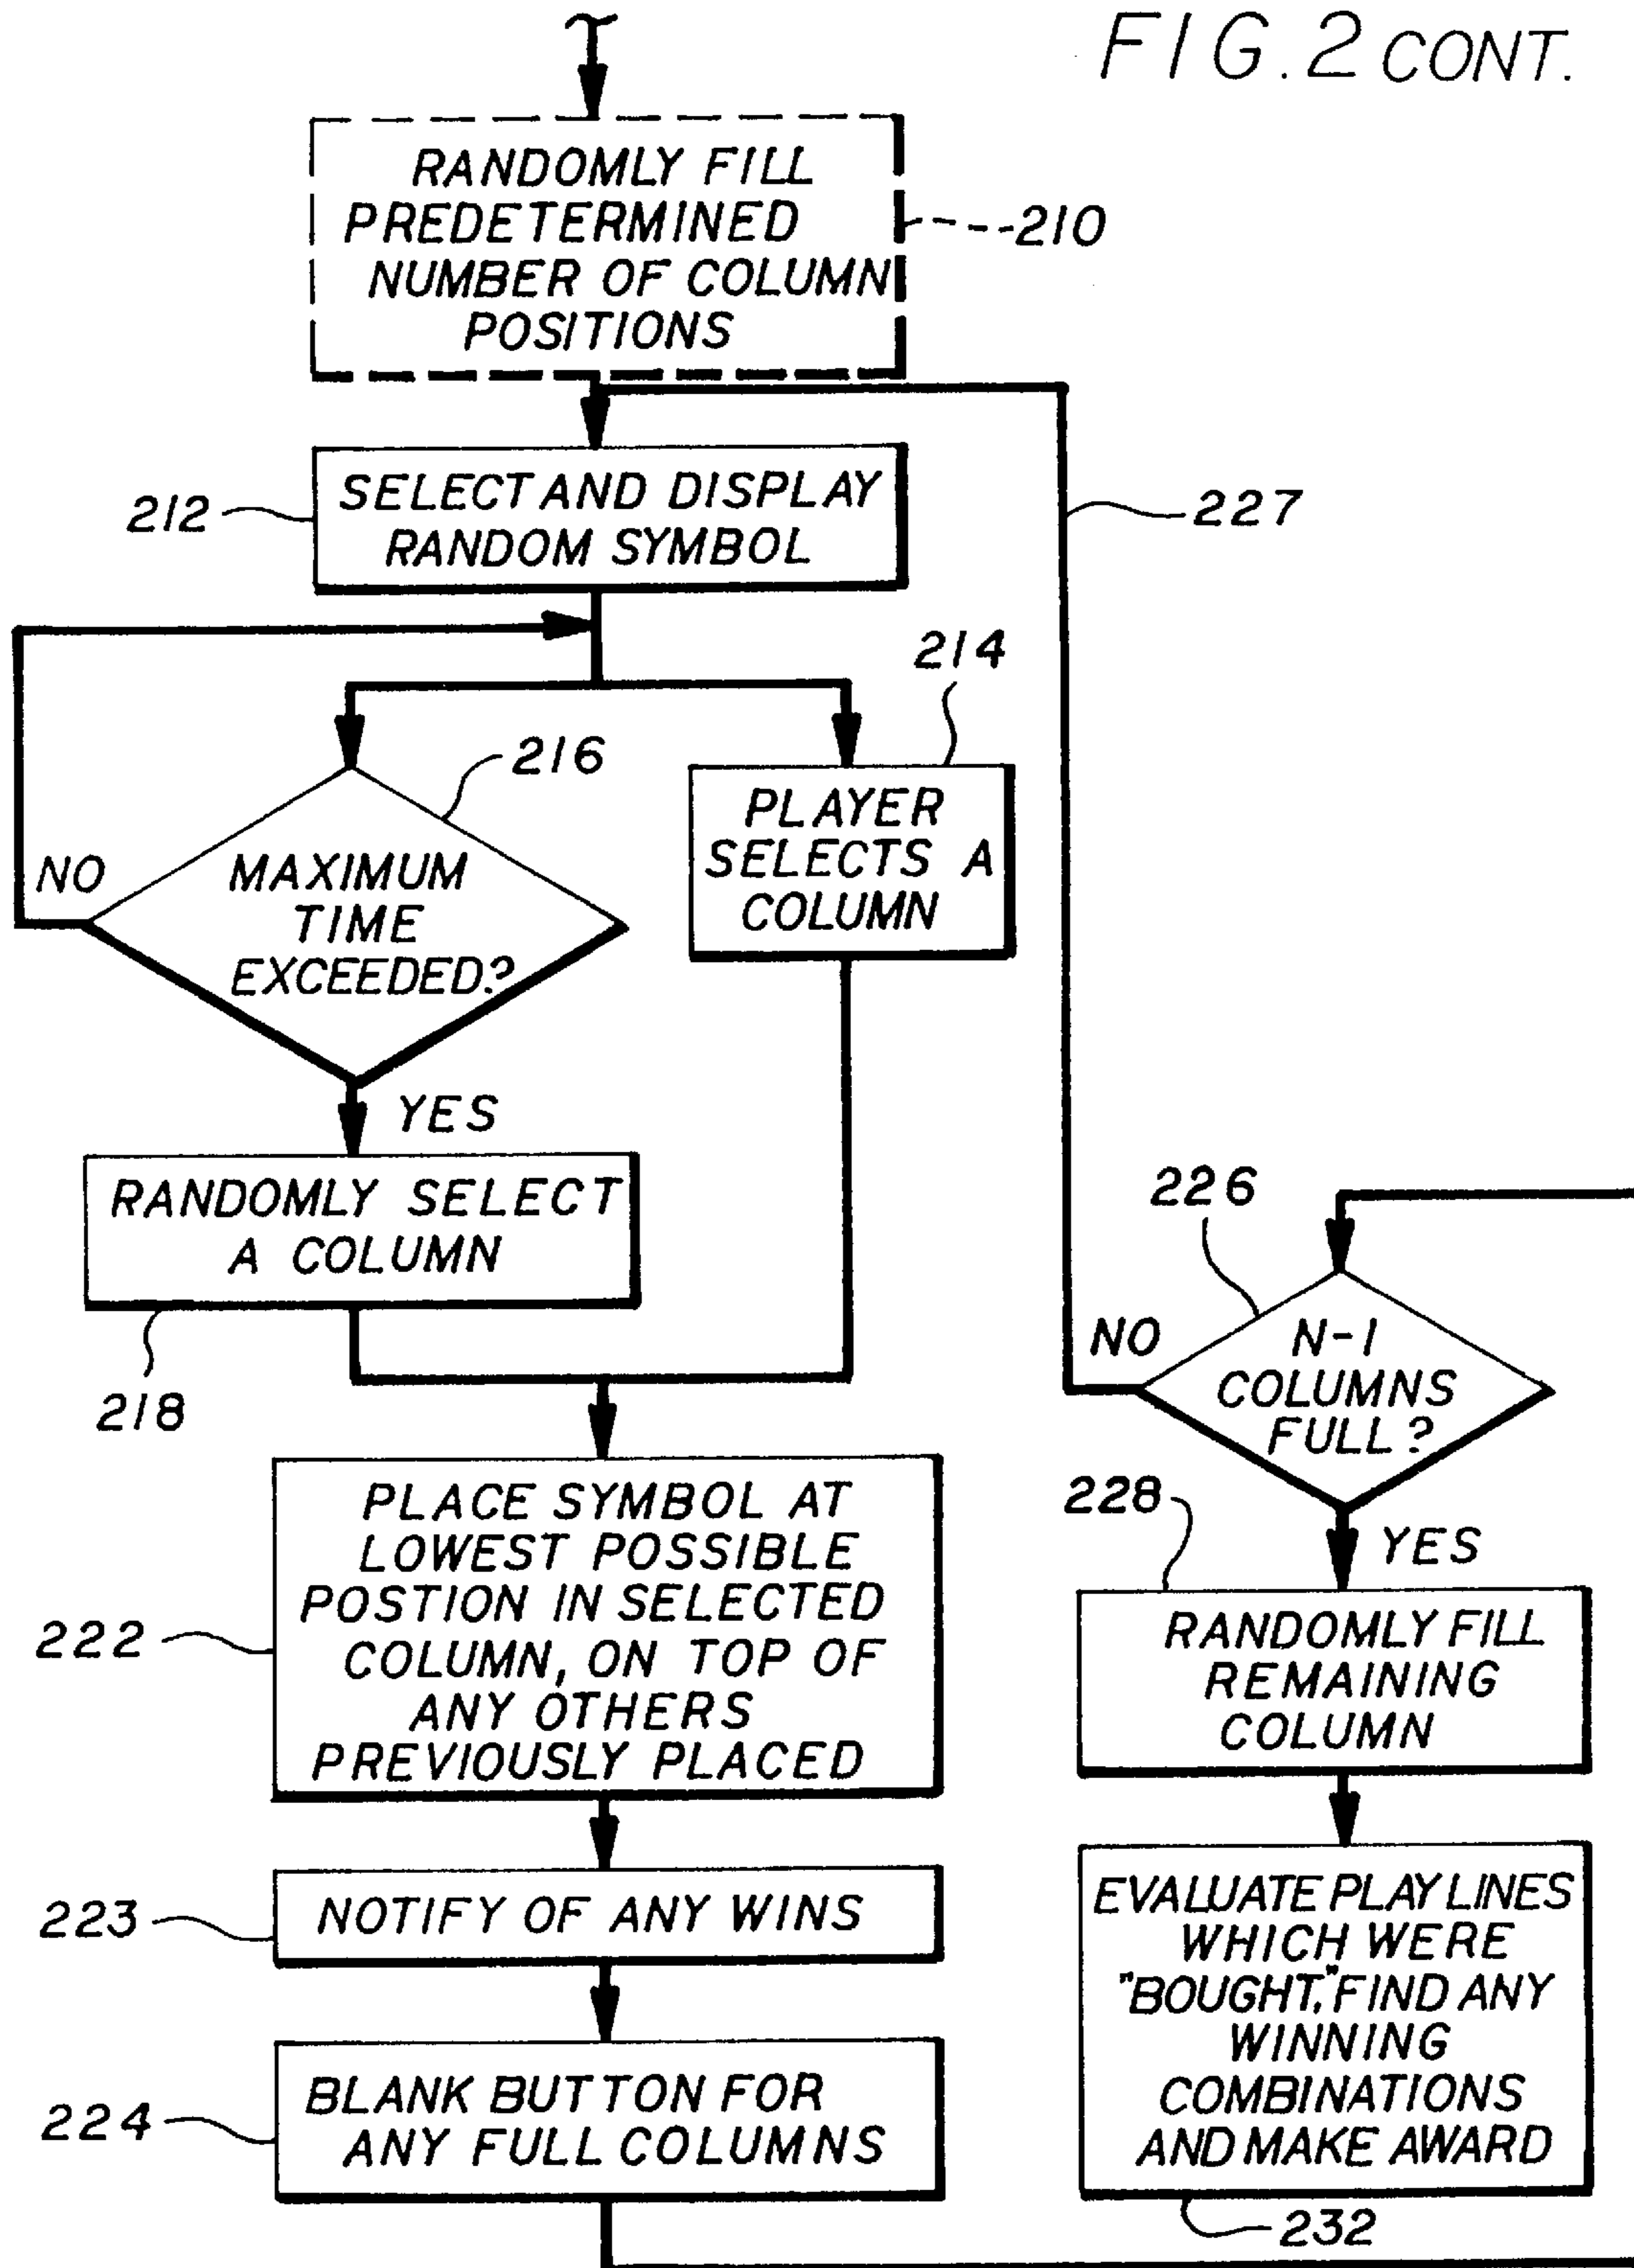 FIG. 2 CONT.
RANDOMLY FILL
PREDETERMINED
NUMBER OF COLUMN
POSITIONS
210
SELECT AND DISPLAY
RANDOM SYMBOL
212
227
214
216
PLAYER
SELECTS A
COLUMN
NO
MAXIMUM
TIME
EXCEEDED?
YES
RANDOMLY SELECT
A COLUMN
218
226
NO
N-1
COLUMNS
FULL?
YES
PLACE SYMBOL AT
LOWEST POSSIBLE
POSTION IN SELECTED
COLUMN, ON TOP OF
ANY OTHERS
PREVIOUSLY PLACED
222
228
RANDOMLY FILL
REMAINING
COLUMN
NOTIFY OF ANY WINS
223
EVALUATE PLAY LINES
WHICH WERE
"BOUGHT," FIND ANY
WINNING
COMBINATIONS
AND MAKE AWARD
BLANK BUTTON FOR
ANY FULL COLUMNS
224
232